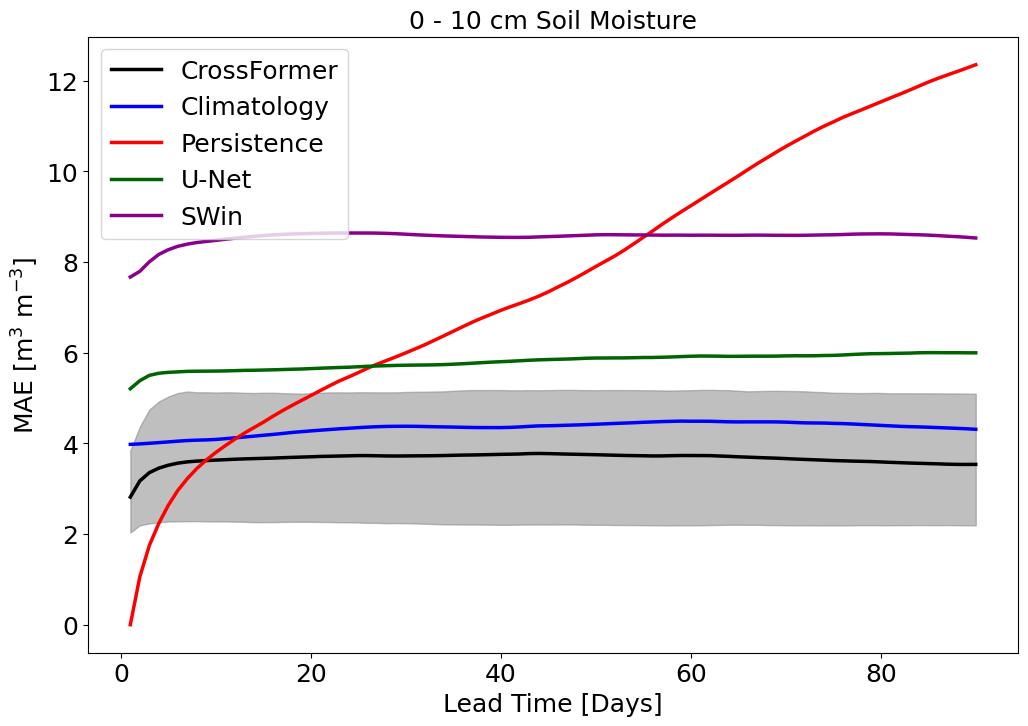 0 - 10 cm Soil Moisture
CrossFormer
Climatology
Persistence
U-Net
SWin
12
10
8
6
4
2
0
MAE [m³ m⁻³]
0 20 40 60 80
Lead Time [Days]